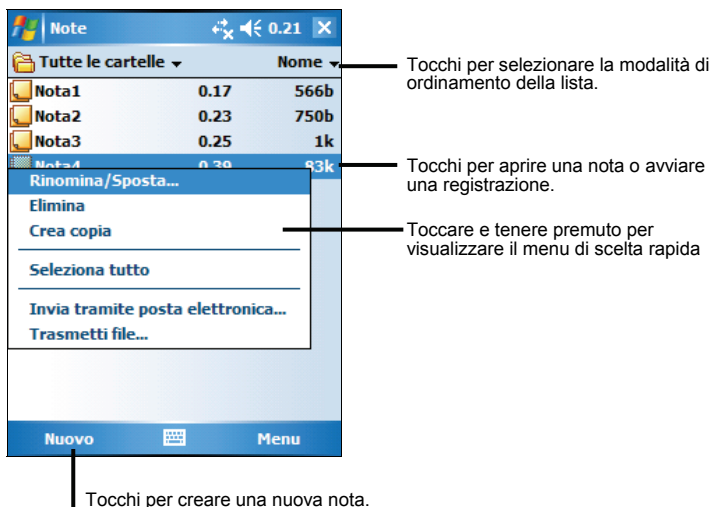 Note 0.21
Tutte le cartelle Nome
Nota1 0.17 566b
Nota2 0.23 750b
Nota3 0.25 1k
Nota4 0.39 83k
Rinomina/Sposta...
Elimina
Crea copia
Seleziona tutto
Invia tramite posta elettronica...
Trasmetti file...
Nuovo Menu
Tocchi per selezionare la modalità di
ordinamento della lista.
Tocchi per aprire una nota o avviare
una registrazione.
Toccare e tenere premuto per
visualizzare il menu di scelta rapida
Tocchi per creare una nuova nota.